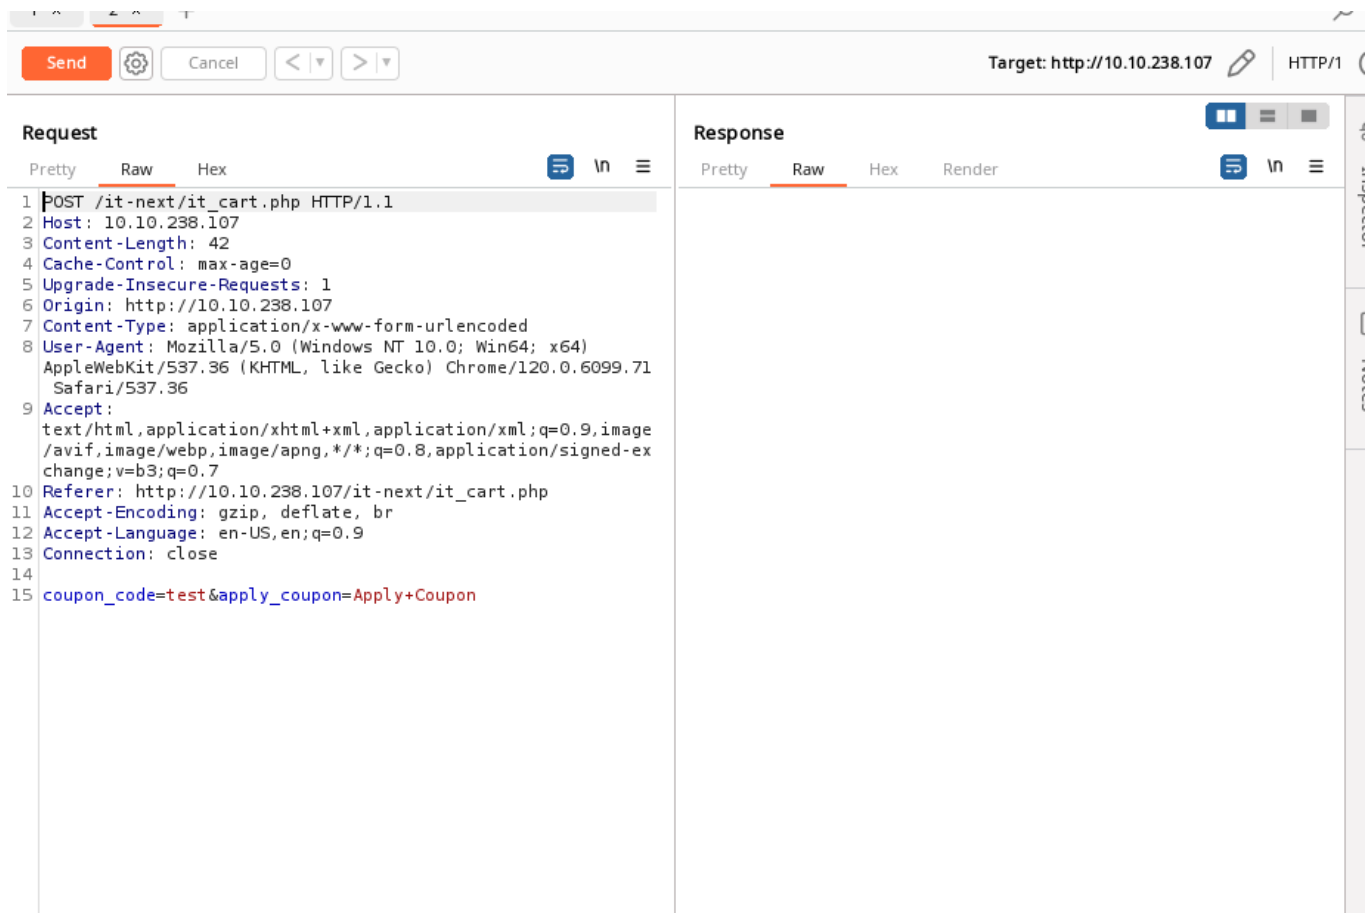 Send
Cancel
Target: http://10.10.238.107
HTTP/1
Request
Pretty Raw Hex
\n
1 POST /it-next/it_cart.php HTTP/1.1
2 Host: 10.10.238.107
3 Content-Length: 42
4 Cache-Control: max-age=0
5 Upgrade-Insecure-Requests: 1
6 Origin: http://10.10.238.107
7 Content-Type: application/x-www-form-urlencoded
8 User-Agent: Mozilla/5.0 (Windows NT 10.0; Win64; x64)
AppleWebKit/537.36 (KHTML, like Gecko) Chrome/120.0.6099.71
Safari/537.36
9 Accept:
text/html,application/xhtml+xml,application/xml;q=0.9,image
/avif,image/webp,image/apng,*/*;q=0.8,application/signed-ex
change;v=b3;q=0.7
10 Referer: http://10.10.238.107/it-next/it_cart.php
11 Accept-Encoding: gzip, deflate, br
12 Accept-Language: en-US,en;q=0.9
13 Connection: close
14
15 coupon_code=test&apply_coupon=Apply+Coupon
Response
Pretty Raw Hex Render
\n